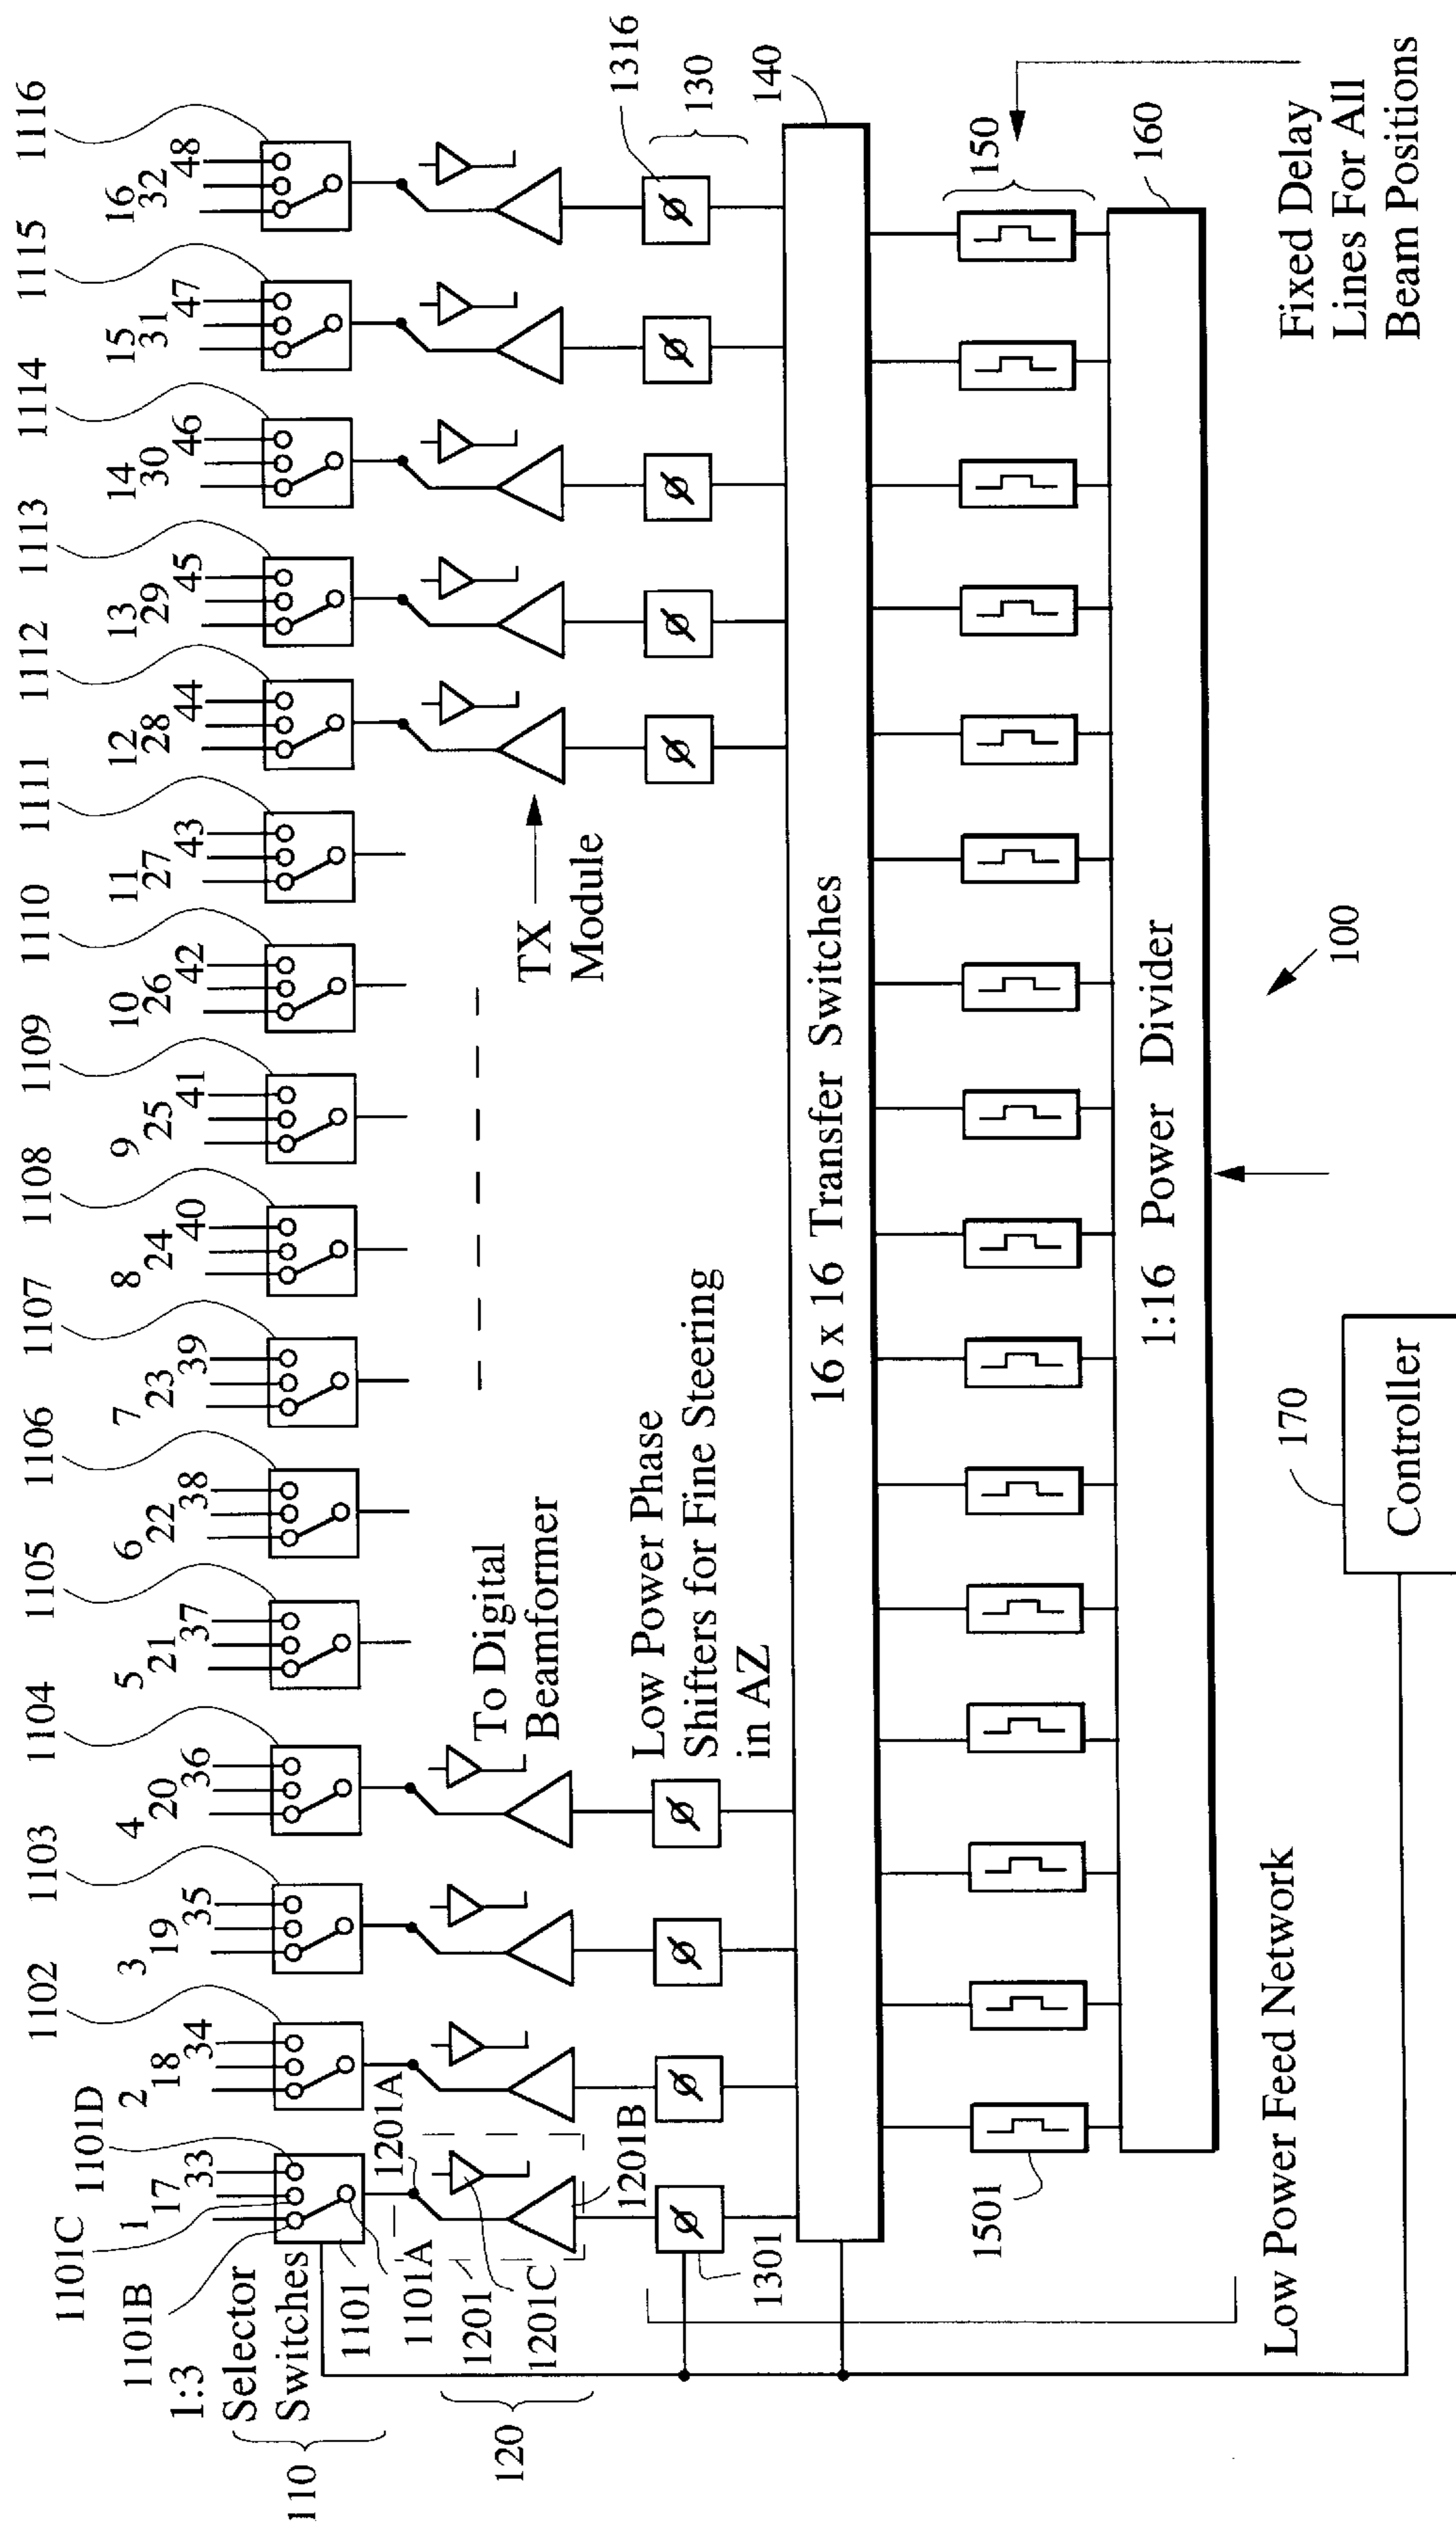 1101B
1101C
1101D
1102
1103
1104
1105
1106
1107
1108
1109
1110
1111
1112
1113
1114
1115
1116
1:3
Selector
Switches
110
1
17
33
2
18
34
3
19
35
4
20
36
5
21
37
6
22
38
7
23
39
8
24
40
9
25
41
10
26
42
11
27
43
12
28
44
13
29
45
14
30
46
15
31
47
16
32
48
1101
1101A
1201A
1201
1201C
1201B
120
To Digital
Beamformer
TX
Module
1301
ø
ø
ø
ø
ø
ø
ø
ø
ø
1316
130
Low Power Phase
Shifters for Fine Steering
in AZ
140
16 x 16 Transfer Switches
1501
150
1:16 Power Divider
160
Low Power Feed Network
170
Controller
100
Fixed Delay
Lines For All
Beam Positions